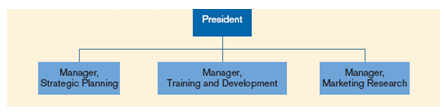 President
Manager,
Strategic Planning
Manager,
Training and Development
Manager,
Marketing Research